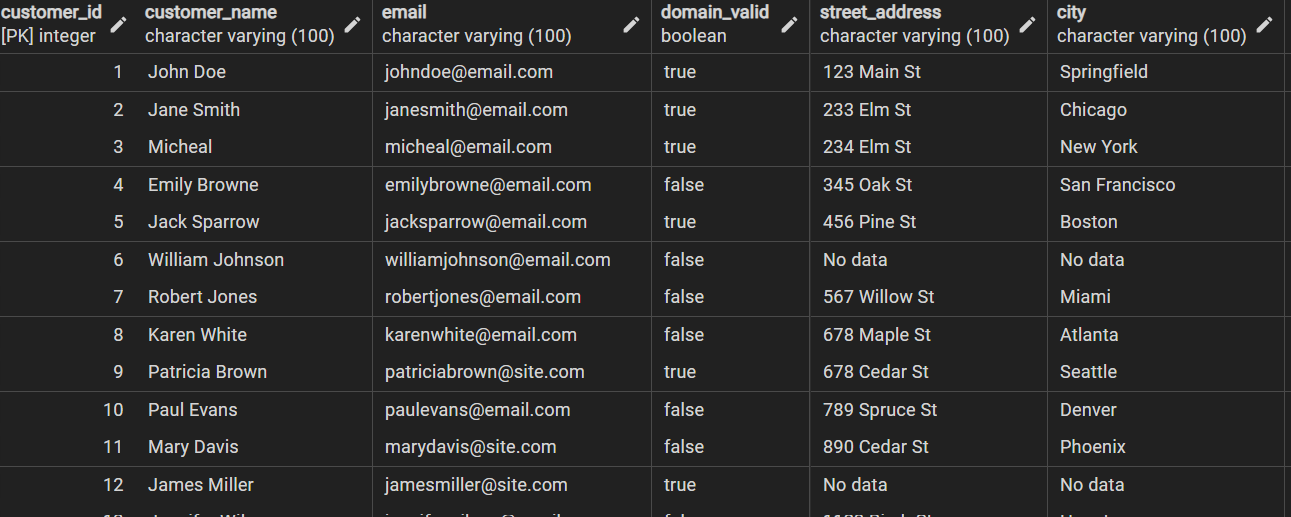 customer_id customer_name email domain_valid street_address city
[PK] integer character varying (100) character varying (100) boolean character varying (100) character varying (100)
1 John Doe johndoe@email.com true 123 Main St Springfield
2 Jane Smith janesmith@email.com true 233 Elm St Chicago
3 Micheal micheal@email.com true 234 Elm St New York
4 Emily Browne emilybrowne@email.com false 345 Oak St San Francisco
5 Jack Sparrow jacksparrow@email.com true 456 Pine St Boston
6 William Johnson williamjohnson@email.com false No data No data
7 Robert Jones robertjones@email.com false 567 Willow St Miami
8 Karen White karenwhite@email.com false 678 Maple St Atlanta
9 Patricia Brown patriciabrown@site.com true 678 Cedar St Seattle
10 Paul Evans paulevans@email.com false 789 Spruce St Denver
11 Mary Davis marydavis@site.com false 890 Cedar St Phoenix
12 James Miller jamesmiller@site.com true No data No data